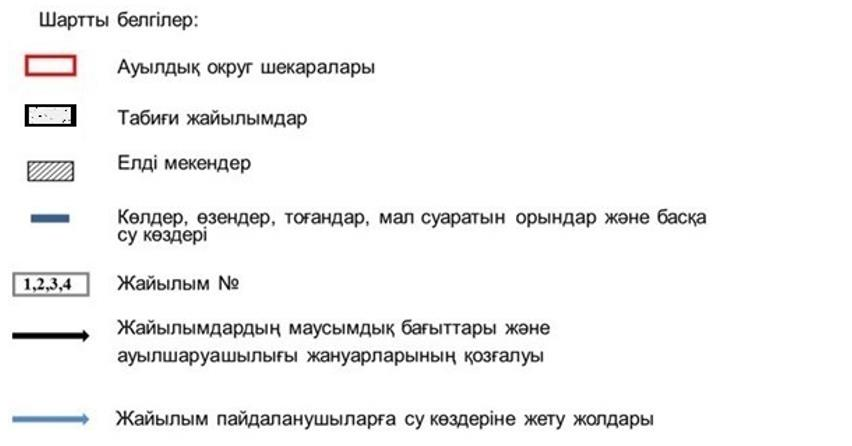 Шартты белгілер:
Ауылдық округ шекаралары
Табиғи жайылымдар
Елді мекендер
Көлдер, өзендер, тоғандар, мал суаратын орындар және басқа
су көздері
1,2,3,4 Жайылым №
Жайылымдардың маусымдық бағыттары және
ауылшаруашылығы жануарларының қозғалуы
Жайылым пайдаланушыларға су көздеріне жету жолдары